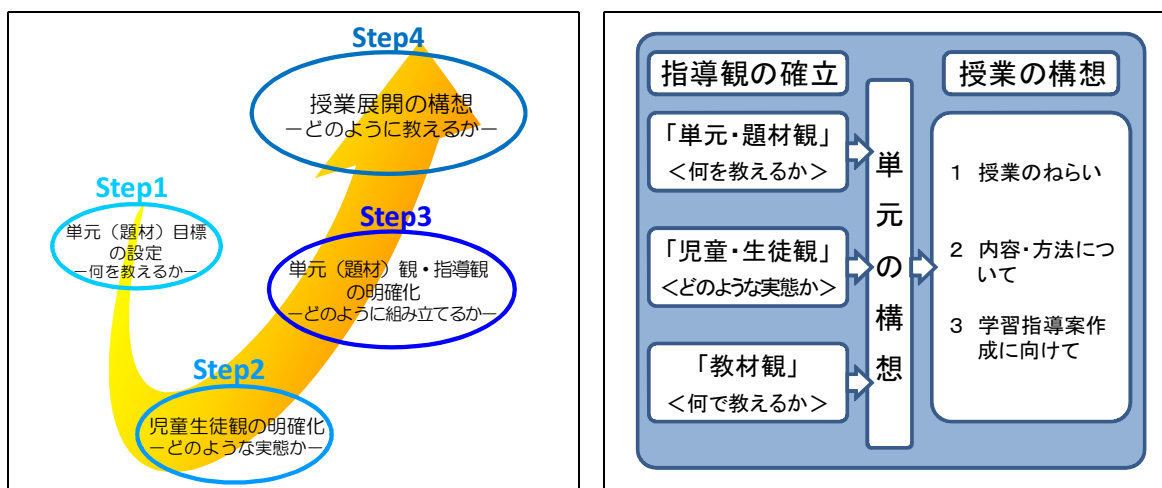 Step4
授業展開の構想
－どのように教えるか－
Step1
単元（題材）目標
の設定
－何を教えるか－
Step3
単元（題材）観・指導観
の明確化
－どのように組み立てるか－
Step2
児童生徒観の明確化
－どのような実態か－
指導観の確立
「単元・題材観」
＜何を教えるか＞
「児童・生徒観」
＜どのような実態か＞
「教材観」
＜何で教えるか＞
単元の構想
授業の構想
1 授業のねらい
2 内容・方法につ
いて
3 学習指導案作
成に向けて